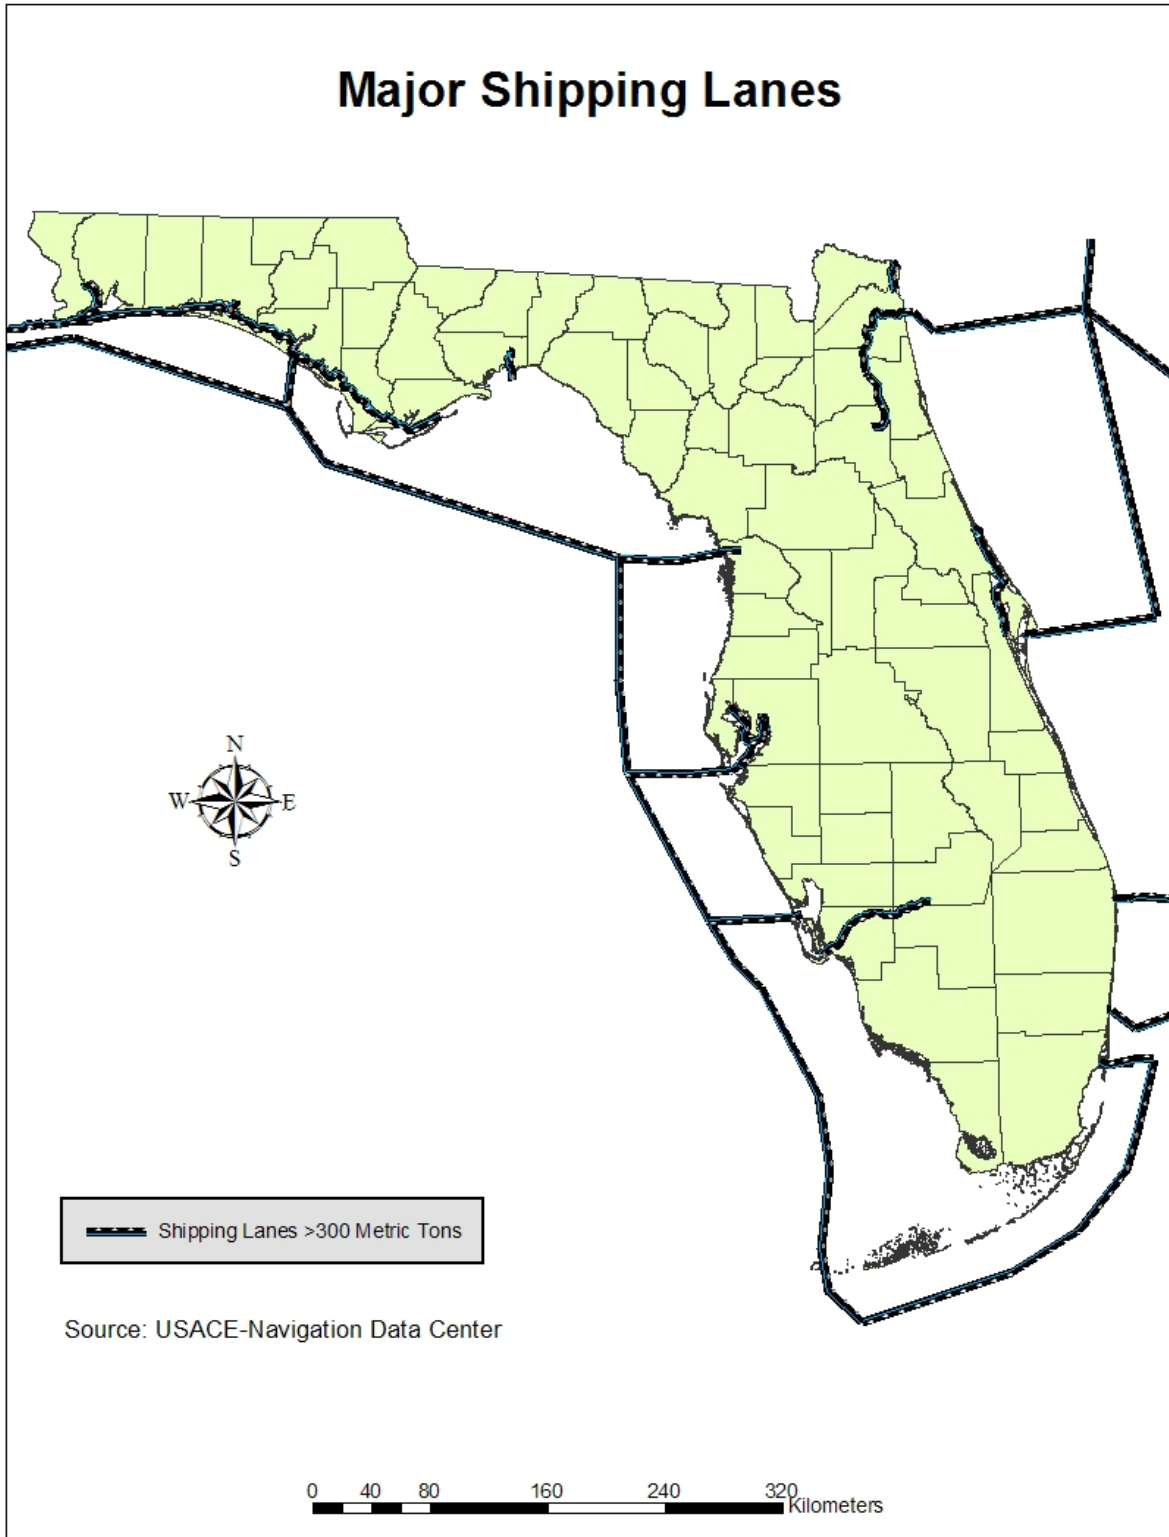 Major Shipping Lanes
N
W E
S
Shipping Lanes >300 Metric Tons
Source: USACE-Navigation Data Center
0 40 80 160 240 320
Kilometers